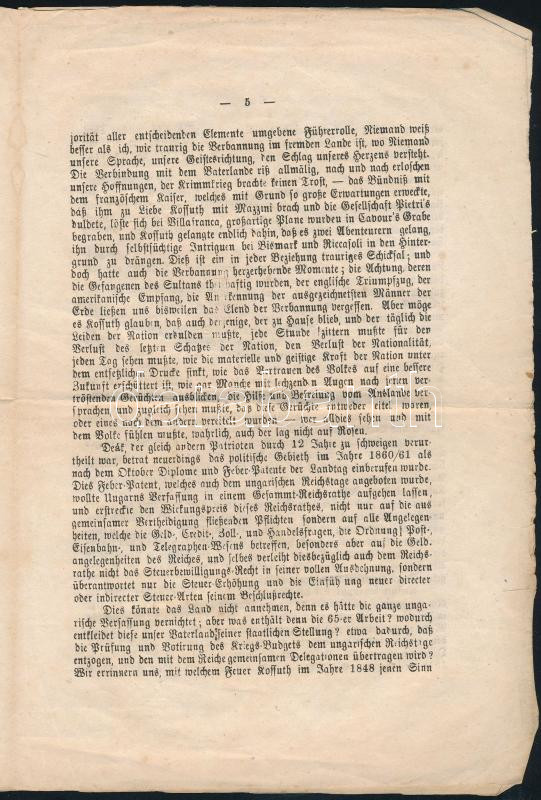 — 5 —
jorität aller entscheidenden Elemente umgebene Führerrolle, Niemand weiß
besser als ich, wie traurig die Verbannung im fremden Lande ist, wo Niemand
unsere Sprache, unsere Geistesrichtung, den Schlag unseres Herzens versteht.
Die Verbindung mit dem Vaterlande riß allmälig, nach und nach erloschen
unsere Hoffnungen, der Krimmkrieg brachte keinen Trost, — das Bündniß mit
dem französchem Kaiser, welches mit Grund so große Erwartungen erweckte,
daß ihm zu Liebe Kossuth mit Mazzini brach und die Gesellschaft Pietri's
duldete, löste sich bei Villafranca, großartige Plane wurden in Cavour's Grabe
begraben, und Kossuth gelangte endlich dahin, daß es zwei Abenteurern gelang,
ihn durch selbstsüchtige Intriguen bei Bismark und Riccasoli in den Hinter-
grund zu drängen. Dieß ist ein in jeder Beziehung trauriges Schicksal; und
doch hatte auch die Verbannung herzerhebende Momente; die Achtung, deren
die Gefangenen des Sultans theilhaftig wurden, der englische Triumpfzug, der
amerikanische Empfang, die Anerkennung der ausgezeichnetsten Männer der
Erde ließen uns bisweilen das Elend der Verbannung vergessen. Aber möge
es Kossuth glauben, daß auch derjenige, der zu Hause blieb, und der täglich die
Leiden der Nation erdulden mußte, jede Stunde zittern mußte für den
Verlust des letzten Schatzes der Nation, den Verlust der Nationalität,
jeden Tag sehen mußte, wie die materielle und geistige Kraft der Nation unter
dem entsetzlichen Drucke sinkt, wie das Vertrauen des Volkes auf eine bessere
Zukunft erschüttert ist, wie so Manche mit lechzenden Augen nach jenen ver-
tröstenden Gerüchten ausblicken, die Hilfe und Befreiung vom Auslande ver-
sprachen, und zugleich sehen mußte, daß diese Gerüchte entweder eitel waren,
oder eines nach dem andern vereitelt wurden — wer alldies sehen und mit
dem Volke fühlen mußte, wahrlich, auch der lag nicht auf Rosen.
Deák, der gleich andern Patrioten durch 12 Jahre zu schweigen verur-
theilt war, betrat neuerdings das politische Gebieth im Jahre 1860/61 als
nach dem Oktober Diplome und Feber-Patente der Landtag einberufen wurde.
Dies Feber-Patent, welches auch dem ungarischen Reichstage angeboten wurde,
wollte Ungarns Verfassung in einem Gesammt-Reichsrathe aufgehen lassen,
und erstreckte den Wirkungspreis dieses Reichsrathes, nicht nur auf die aus
gemeinsamer Vertheidigung fließenden Pflichten sondern auf alle Angelegen-
heiten, welche die Geld-, Credit-, Zoll-, und Handelsfragen, die Ordnung Post-,
Eisenbahn-, und Telegraphen-Wesens betreffen, besonders aber auf die Geld-
angelegenheiten des Reiches, und selbes verleiht diesbezüglich auch dem Reichs-
rathe nicht das Steuerbewilligungs-Recht in seiner vollen Ausdehnung, sondern
überantwortet nur die Steuer-Erhöhung und die Einführung neuer directer
oder indirecter Steuer-Arten seinem Beschlußrechte.
Dies könnte das Land nicht annehmen, denn es hätte die ganze unga-
rische Verfassung vernichtet; aber was enthält denn die 65-er Arbeit? wodurch
entkleidet diese unser Vaterland seiner staatlichen Stellung? etwa dadurch, daß
die Prüfung und Votirung des Kriegs-Budgets dem ungarischen Reichstage
entzogen, und den mit dem Reiche gemeinsamen Delegationen übertragen wird?
Wir errinnern uns, mit welchem Feuer Kossuth im Jahre 1848 jenen Sinn